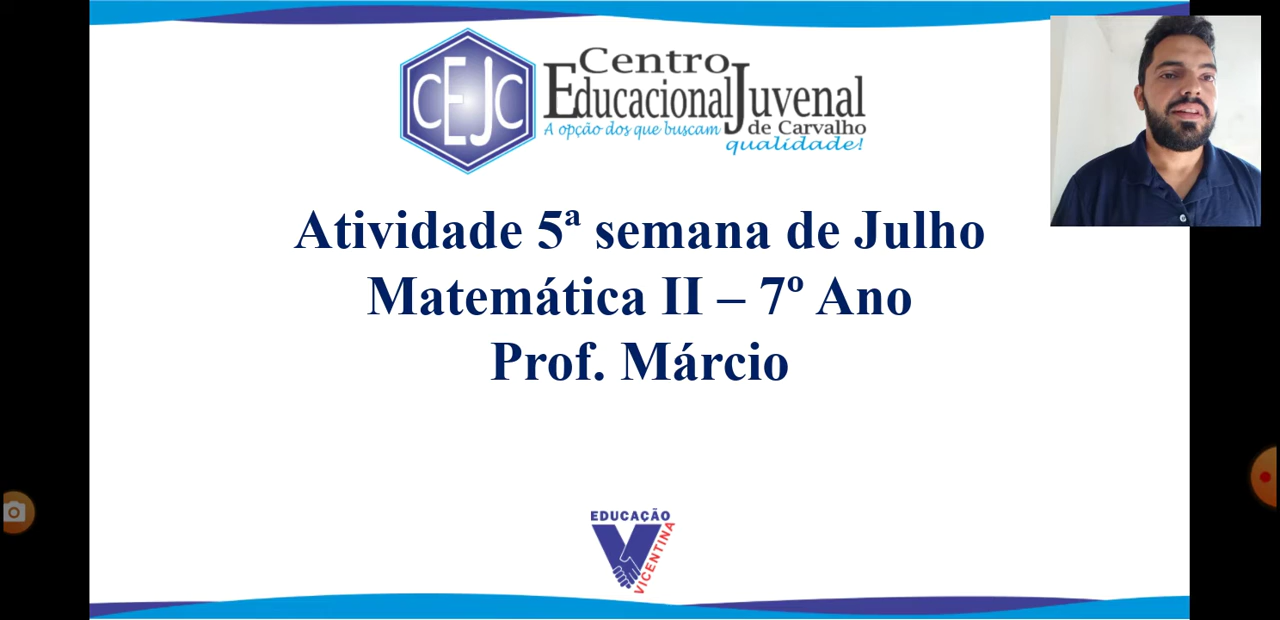 CEJC
Centro
Educacional Juvenal
A opção dos que buscam
de Carvalho
qualidade!
Atividade 5ª semana de Julho
Matemática II – 7º Ano
Prof. Márcio
EDUCAÇÃO
V
VICENTINA